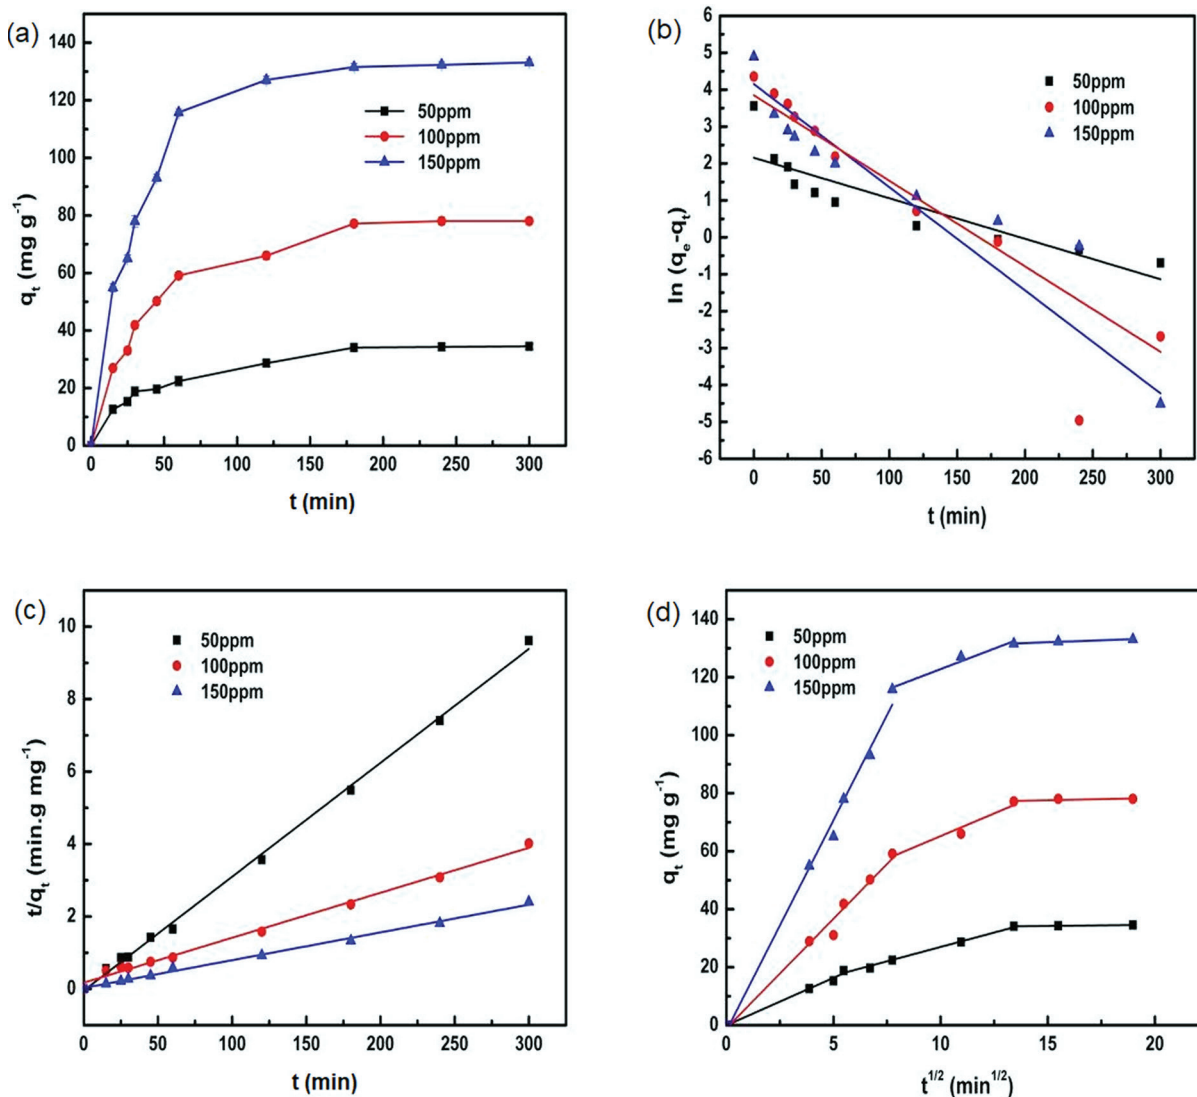 (a)
140
120
100
80
60
40
20
0
q_t (mg g^-1)
50ppm
100ppm
150ppm
0 50 100 150 200 250 300
t (min)
(b)
6
5
4
3
2
1
0
-1
-2
-3
-4
-5
-6
ln (q_e-q_t)
50ppm
100ppm
150ppm
0 50 100 150 200 250 300
t (min)
(c)
10
8
6
4
2
0
t/q_t (min.g mg^-1)
50ppm
100ppm
150ppm
0 50 100 150 200 250 300
t (min)
(d)
140
120
100
80
60
40
20
0
q_t (mg g^-1)
50ppm
100ppm
150ppm
0 5 10 15 20
t^1/2 (min^1/2)